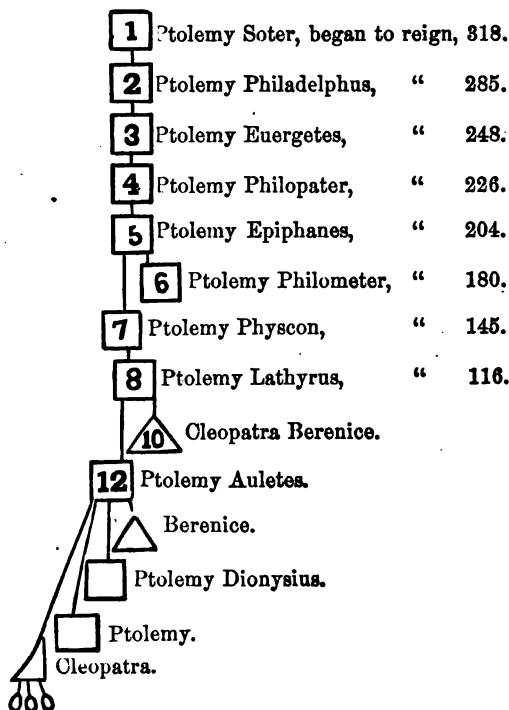 1 Ptolemy Soter, began to reign, 318.
2 Ptolemy Philadelphus, “ 285.
3 Ptolemy Euergetes, “ 248.
4 Ptolemy Philopater, “ 226.
5 Ptolemy Epiphanes, “ 204.
6 Ptolemy Philometer, “ 180.
7 Ptolemy Physcon, “ 145.
8 Ptolemy Lathyrus, “ 116.
10 Cleopatra Berenice.
12 Ptolemy Auletes.
Berenice.
Ptolemy Dionysius.
Ptolemy.
Cleopatra.